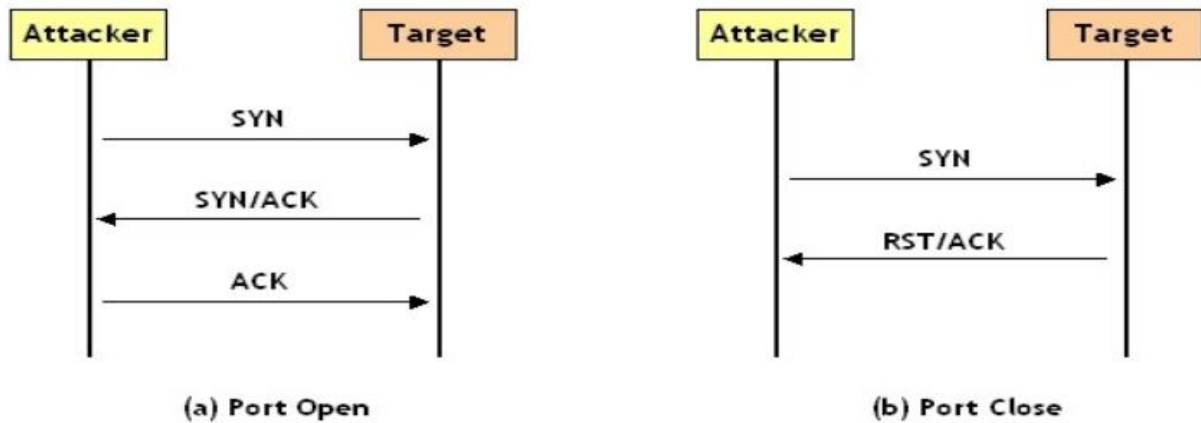 Attacker
Target
SYN
SYN/ACK
ACK
(a) Port Open
Attacker
Target
SYN
RST/ACK
(b) Port Close